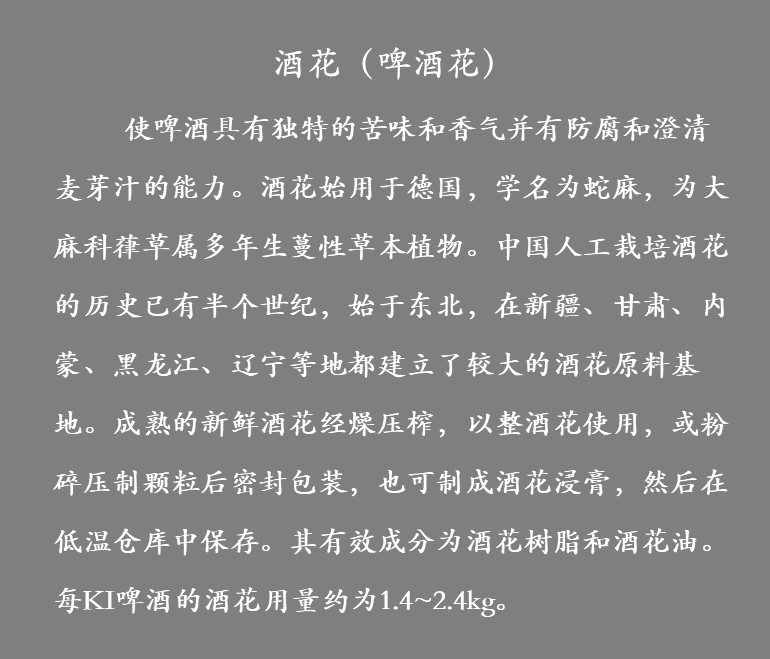 酒花（啤酒花）
使啤酒具有独特的苦味和香气并有防腐和澄清
麦芽汁的能力。酒花始用于德国，学名为蛇麻，为大
麻科葎草属多年生蔓性草本植物。中国人工栽培酒花
的历史已有半个世纪，始于东北，在新疆、甘肃、内
蒙、黑龙江、辽宁等地都建立了较大的酒花原料基
地。成熟的新鲜酒花经燥压榨，以整酒花使用，或粉
碎压制颗粒后密封包装，也可制成酒花浸膏，然后在
低温仓库中保存。其有效成分为酒花树脂和酒花油。
每KI啤酒的酒花用量约为1.4~2.4kg。